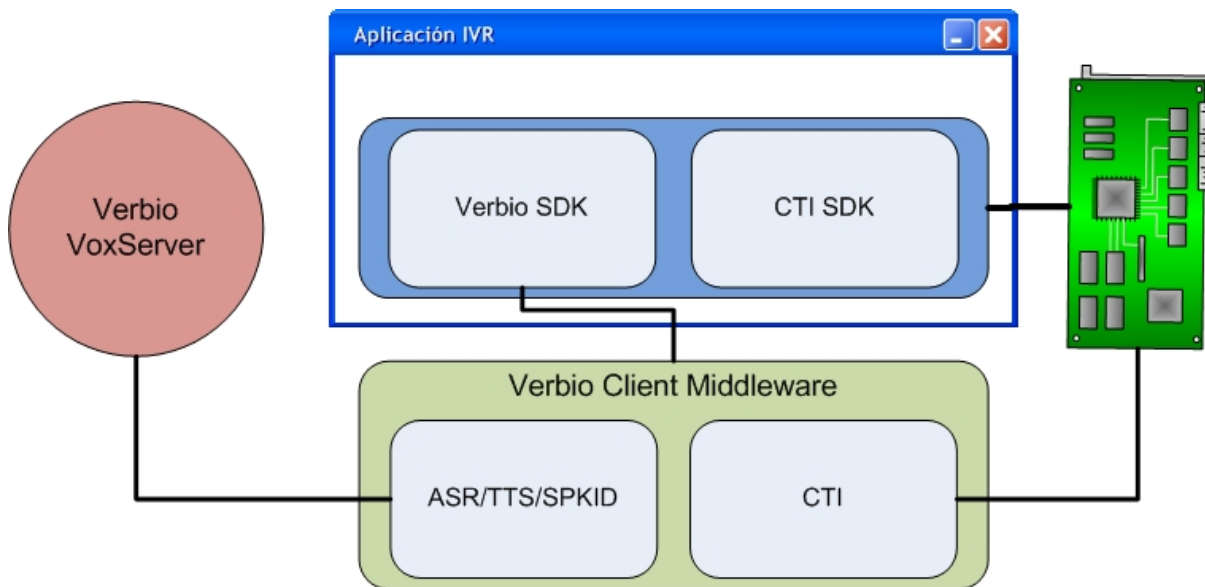 Aplicación IVR
Verbio
VoxServer
Verbio SDK
CTI SDK
Verbio Client Middleware
ASR/TTS/SPKID
CTI